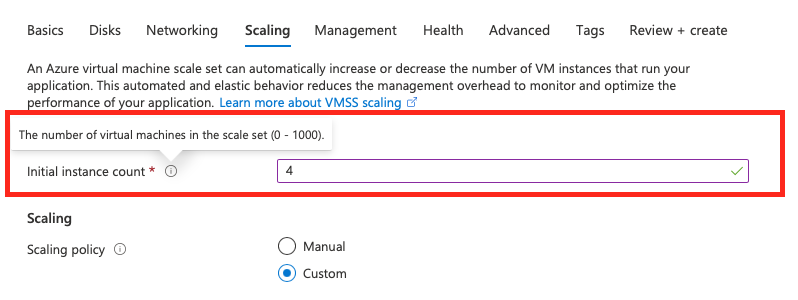 Basics Disks Networking Scaling Management Health Advanced Tags Review + create
An Azure virtual machine scale set can automatically increase or decrease the number of VM instances that run your
application. This automated and elastic behavior reduces the management overhead to monitor and optimize the
performance of your application. Learn more about VMSS scaling
The number of virtual machines in the scale set (0 - 1000).
Initial instance count * 4
Scaling
Scaling policy Manual
Custom